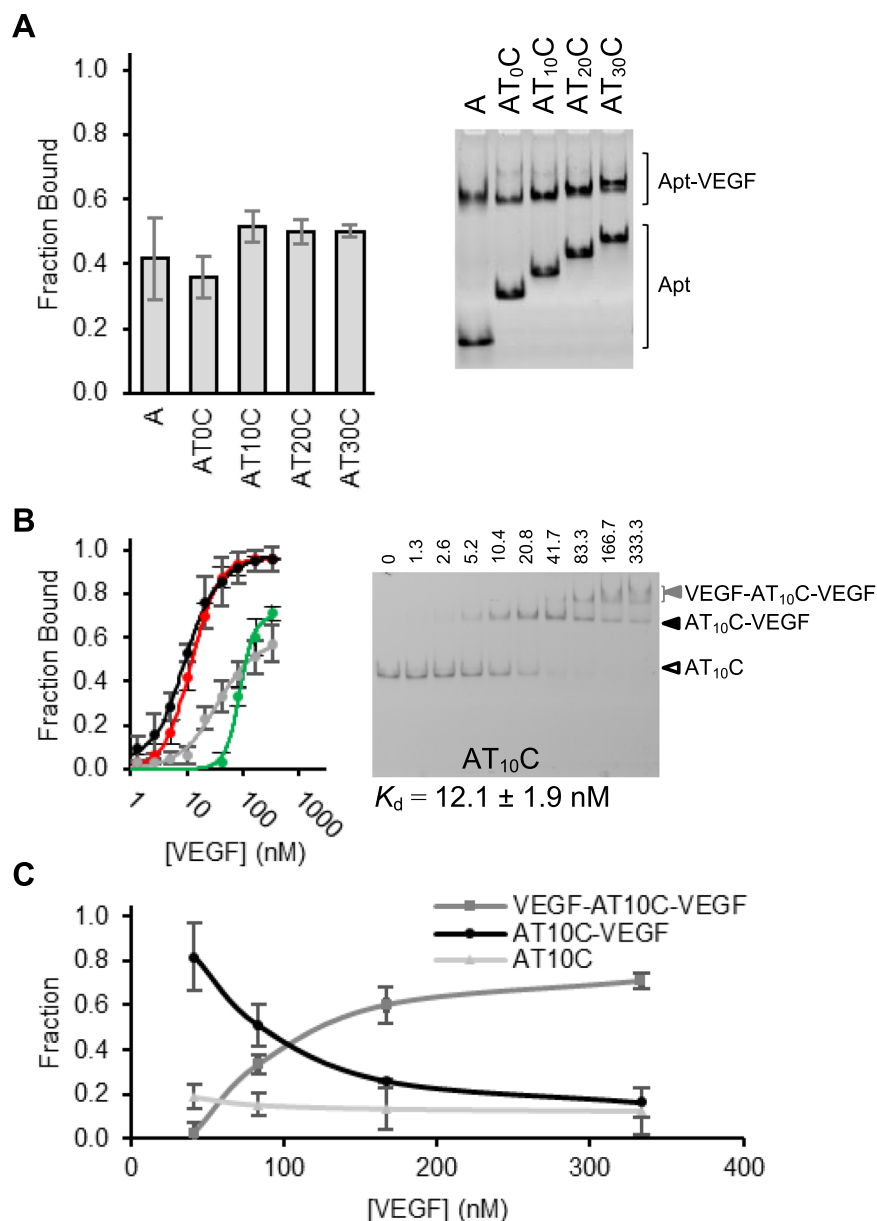 A
1.0
0.8
0.6
0.4
0.2
0.0
Fraction Bound
A
AT0C
AT10C
AT20C
AT30C
A
AT₀C
AT₁₀C
AT₂₀C
AT₃₀C
Apt-VEGF
Apt
B
1.0
0.8
0.6
0.4
0.2
0.0
Fraction Bound
1
10
100
1000
[VEGF] (nM)
0
1.3
2.6
5.2
10.4
20.8
41.7
83.3
166.7
333.3
VEGF-AT₁₀C-VEGF
AT₁₀C-VEGF
AT₁₀C
AT₁₀C
Kd = 12.1 ± 1.9 nM
C
1.0
0.8
0.6
0.4
0.2
0.0
Fraction
VEGF-AT10C-VEGF
AT10C-VEGF
AT10C
0
100
200
300
400
[VEGF] (nM)